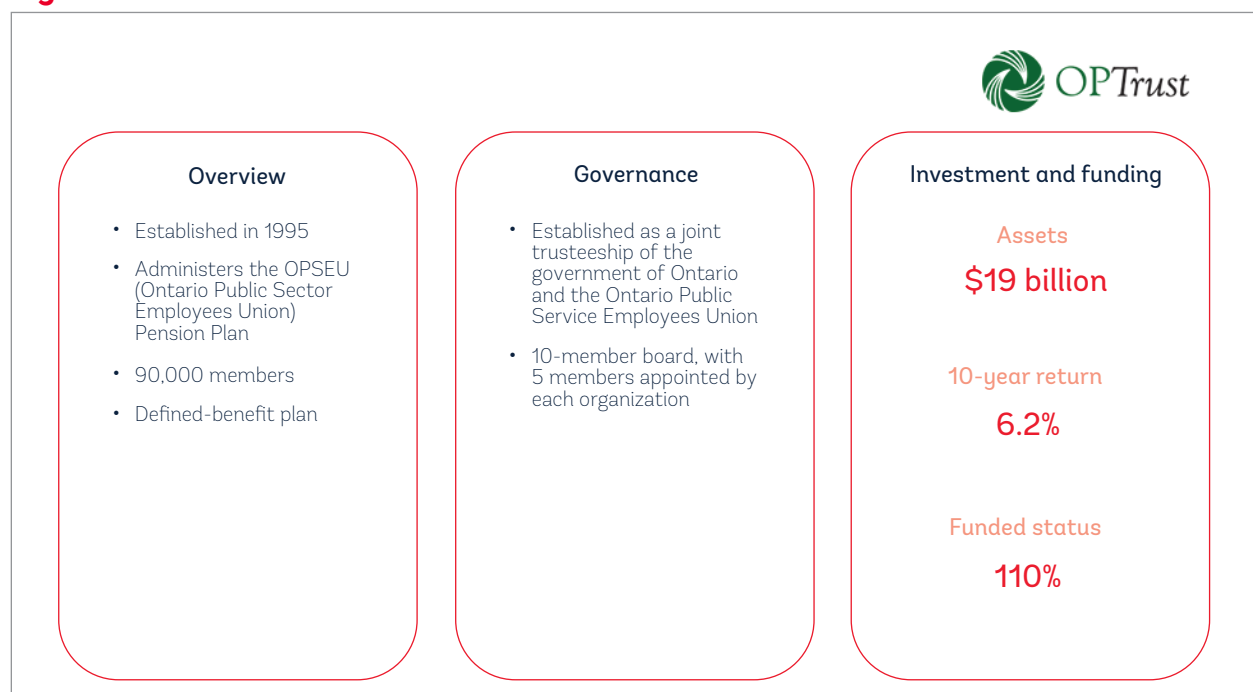 OPTrust
Overview
• Established in 1995
• Administers the OPSEU
(Ontario Public Sector
Employees Union)
Pension Plan
• 90,000 members
• Defined-benefit plan
Governance
• Established as a joint
trusteeship of the
government of Ontario
and the Ontario Public
Service Employees Union
• 10-member board, with
5 members appointed by
each organization
Investment and funding
Assets
$19 billion
10-year return
6.2%
Funded status
110%